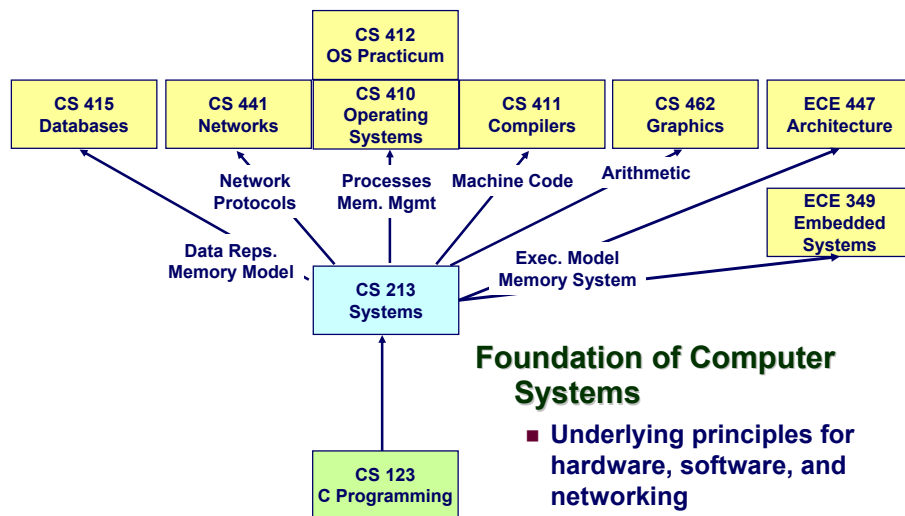 CS 412
OS Practicum
CS 415
Databases
CS 441
Networks
CS 410
Operating
Systems
CS 411
Compilers
CS 462
Graphics
ECE 447
Architecture
Network
Protocols
Processes
Mem. Mgmt
Machine Code
Arithmetic
ECE 349
Embedded
Systems
Data Reps.
Memory Model
Exec. Model
Memory System
CS 213
Systems
Foundation of Computer
Systems
■ Underlying principles for
hardware, software, and
networking
CS 123
C Programming